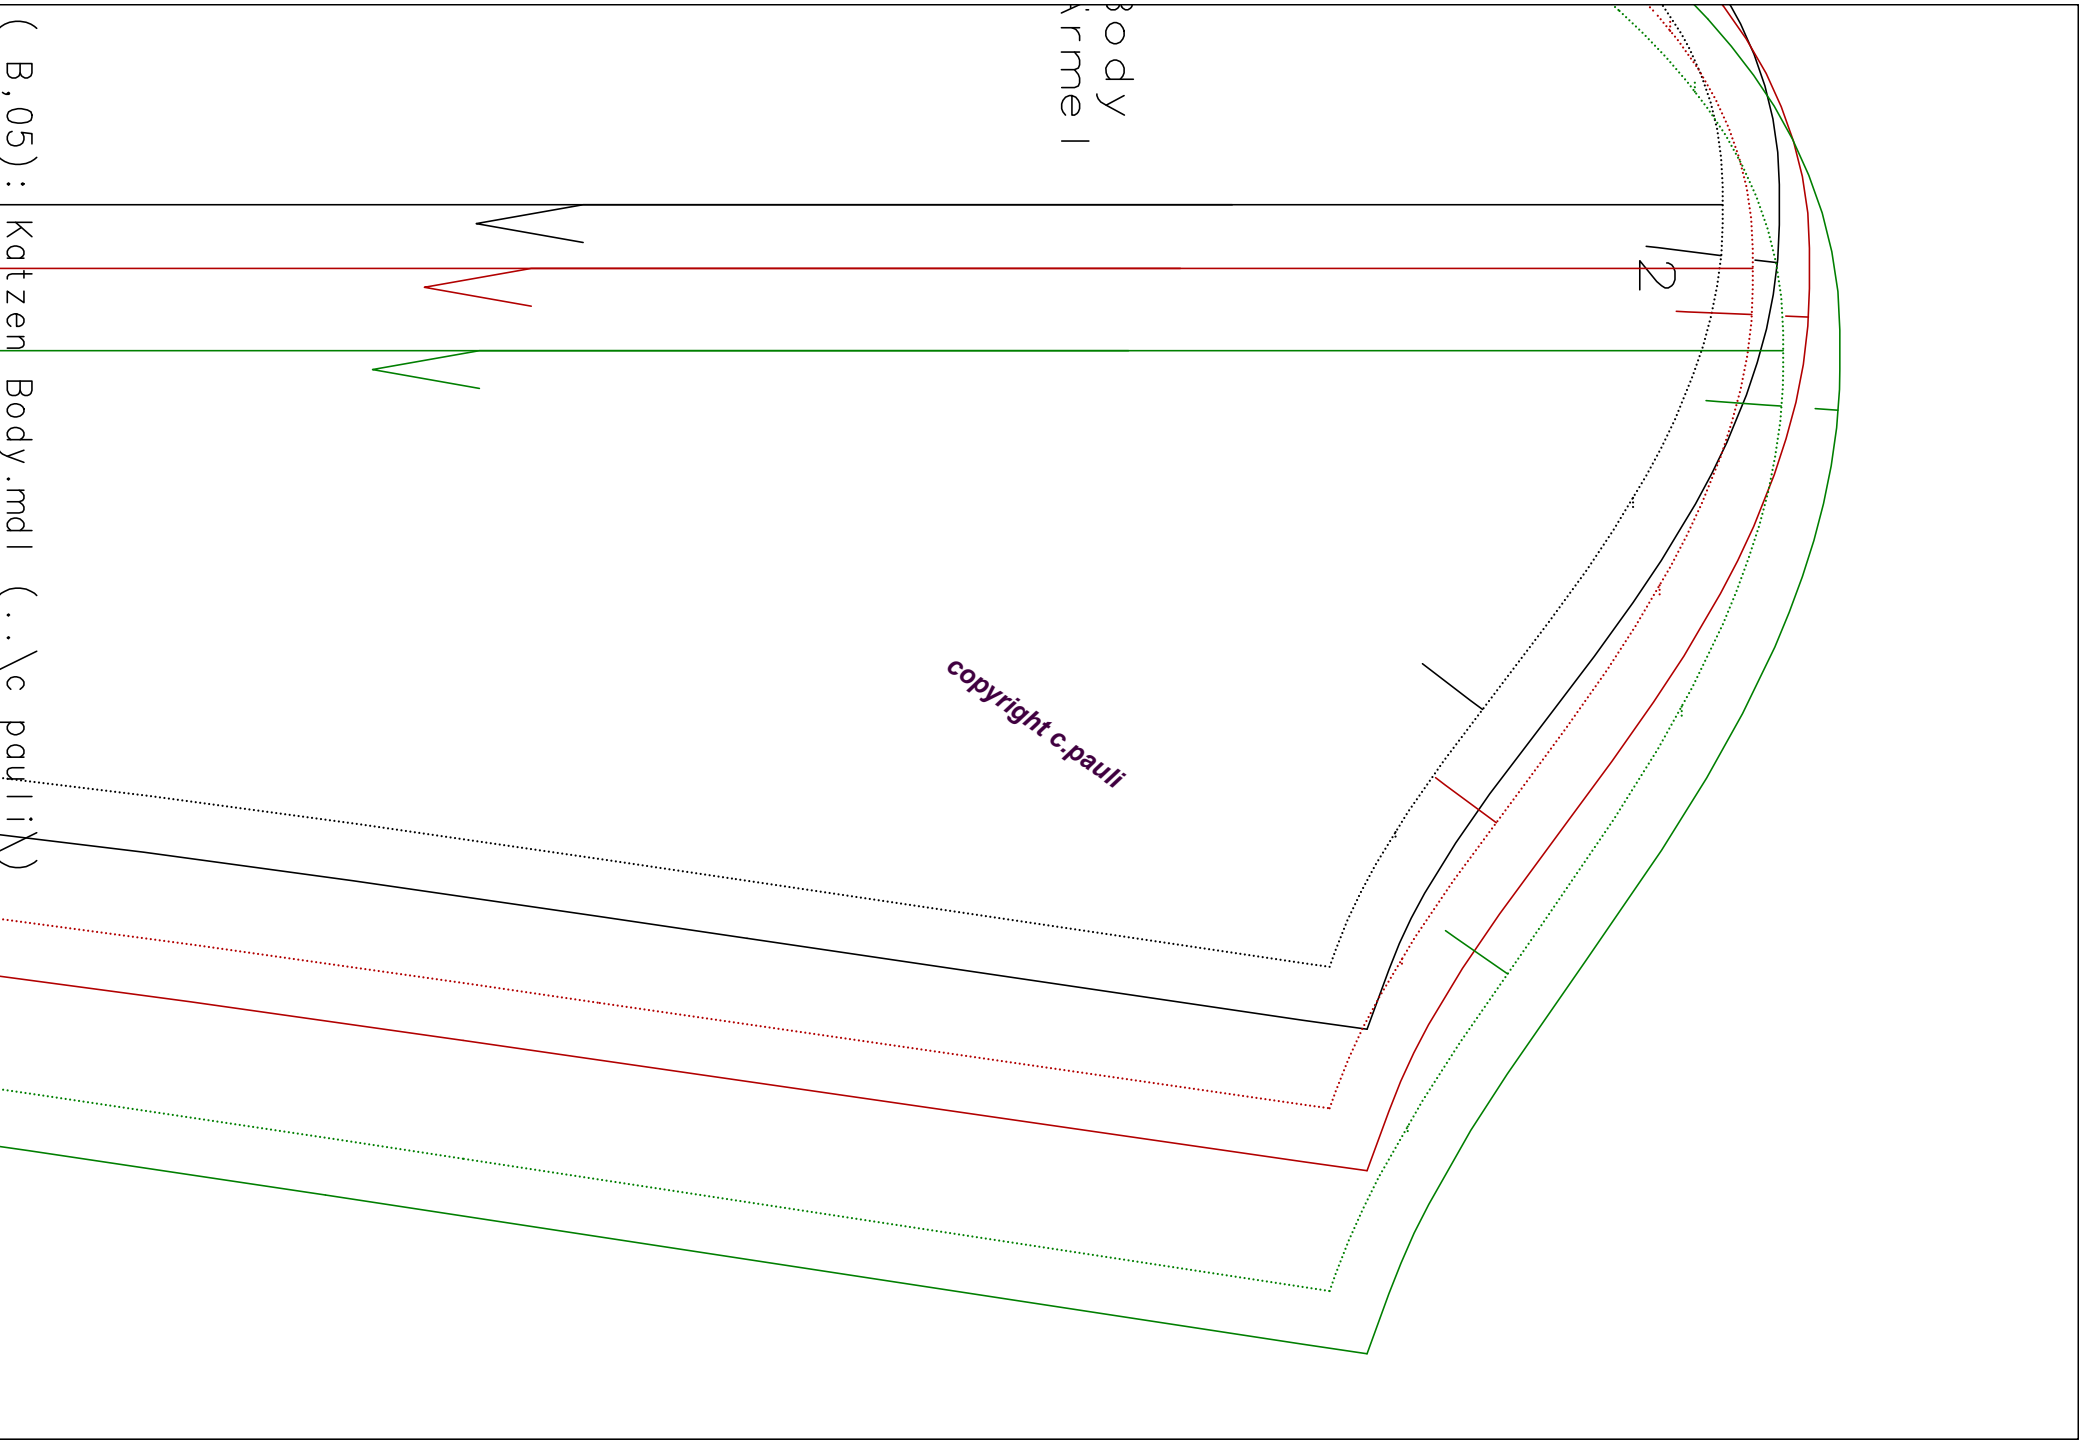 Body
Ärmel
2
copyright c.pauli
( B,05): Katzen Body.mdl (..\c pauli\)